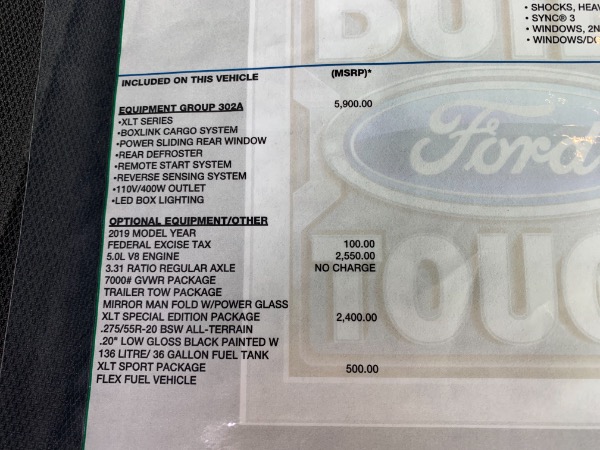 BUILT
• SHOCKS, HEAV
• SYNC® 3
• WINDOWS, 2N
• WINDOWS/DO
INCLUDED ON THIS VEHICLE (MSRP)*
EQUIPMENT GROUP 302A 5,900.00
•XLT SERIES
•BOXLINK CARGO SYSTEM
•POWER SLIDING REAR WINDOW
•REAR DEFROSTER
•REMOTE START SYSTEM
•REVERSE SENSING SYSTEM
•110V/400W OUTLET
•LED BOX LIGHTING
Ford
OPTIONAL EQUIPMENT/OTHER
2019 MODEL YEAR
FEDERAL EXCISE TAX 100.00
5.0L V8 ENGINE 2,550.00
3.31 RATIO REGULAR AXLE NO CHARGE
7000# GVWR PACKAGE
TRAILER TOW PACKAGE
MIRROR MAN FOLD W/POWER GLASS
XLT SPECIAL EDITION PACKAGE 2,400.00
.275/55R-20 BSW ALL-TERRAIN
.20" LOW GLOSS BLACK PAINTED W
136 LITRE/ 36 GALLON FUEL TANK
XLT SPORT PACKAGE 500.00
FLEX FUEL VEHICLE
TOUG